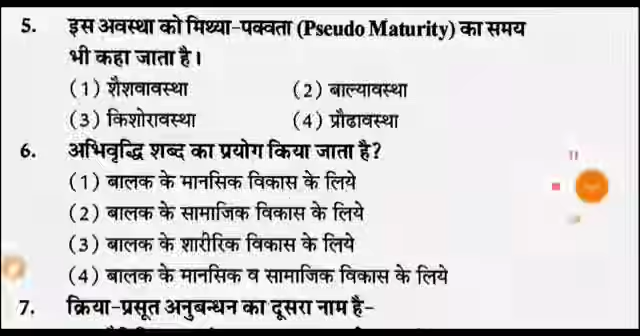 5. इस अवस्था को मिथ्या-पक्वता (Pseudo Maturity) का समय
भी कहा जाता है।
(1) शैशवावस्था (2) बाल्यावस्था
(3) किशोरावस्था (4) प्रौढावस्था
6. अभिवृद्धि शब्द का प्रयोग किया जाता है?
(1) बालक के मानसिक विकास के लिये
(2) बालक के सामाजिक विकास के लिये
(3) बालक के शारीरिक विकास के लिये
(4) बालक के मानसिक व सामाजिक विकास के लिये
7. क्रिया-प्रसूत अनुबन्धन का दूसरा नाम है-